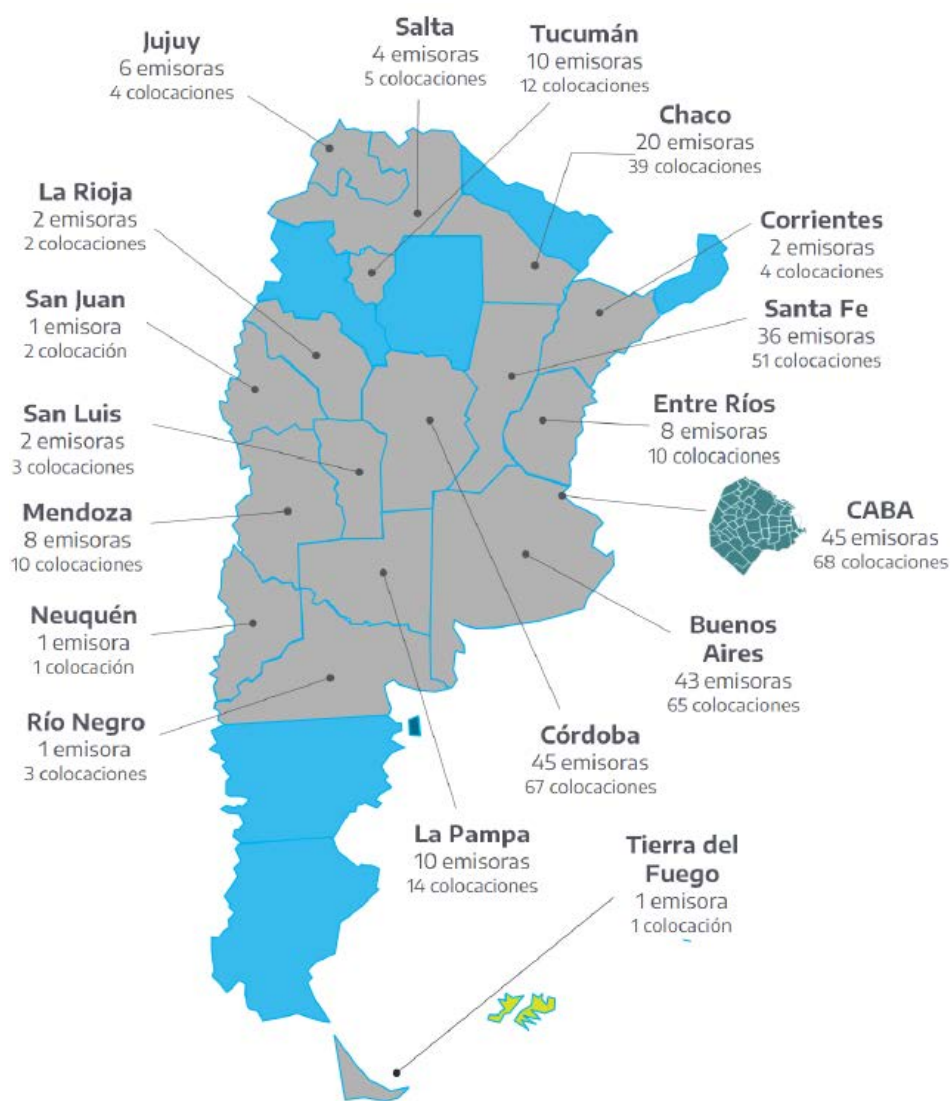 Jujuy
6 emisoras
4 colocaciones
Salta
4 emisoras
5 colocaciones
Tucumán
10 emisoras
12 colocaciones
Chaco
20 emisoras
39 colocaciones
La Rioja
2 emisoras
2 colocaciones
Corrientes
2 emisoras
4 colocaciones
San Juan
1 emisora
2 colocación
Santa Fe
36 emisoras
51 colocaciones
San Luis
2 emisoras
3 colocaciones
Entre Ríos
8 emisoras
10 colocaciones
Mendoza
8 emisoras
10 colocaciones
CABA
45 emisoras
68 colocaciones
Neuquén
1 emisora
1 colocación
Buenos
Aires
43 emisoras
65 colocaciones
Río Negro
1 emisora
3 colocaciones
Córdoba
45 emisoras
67 colocaciones
La Pampa
10 emisoras
14 colocaciones
Tierra del
Fuego
1 emisora
1 colocación